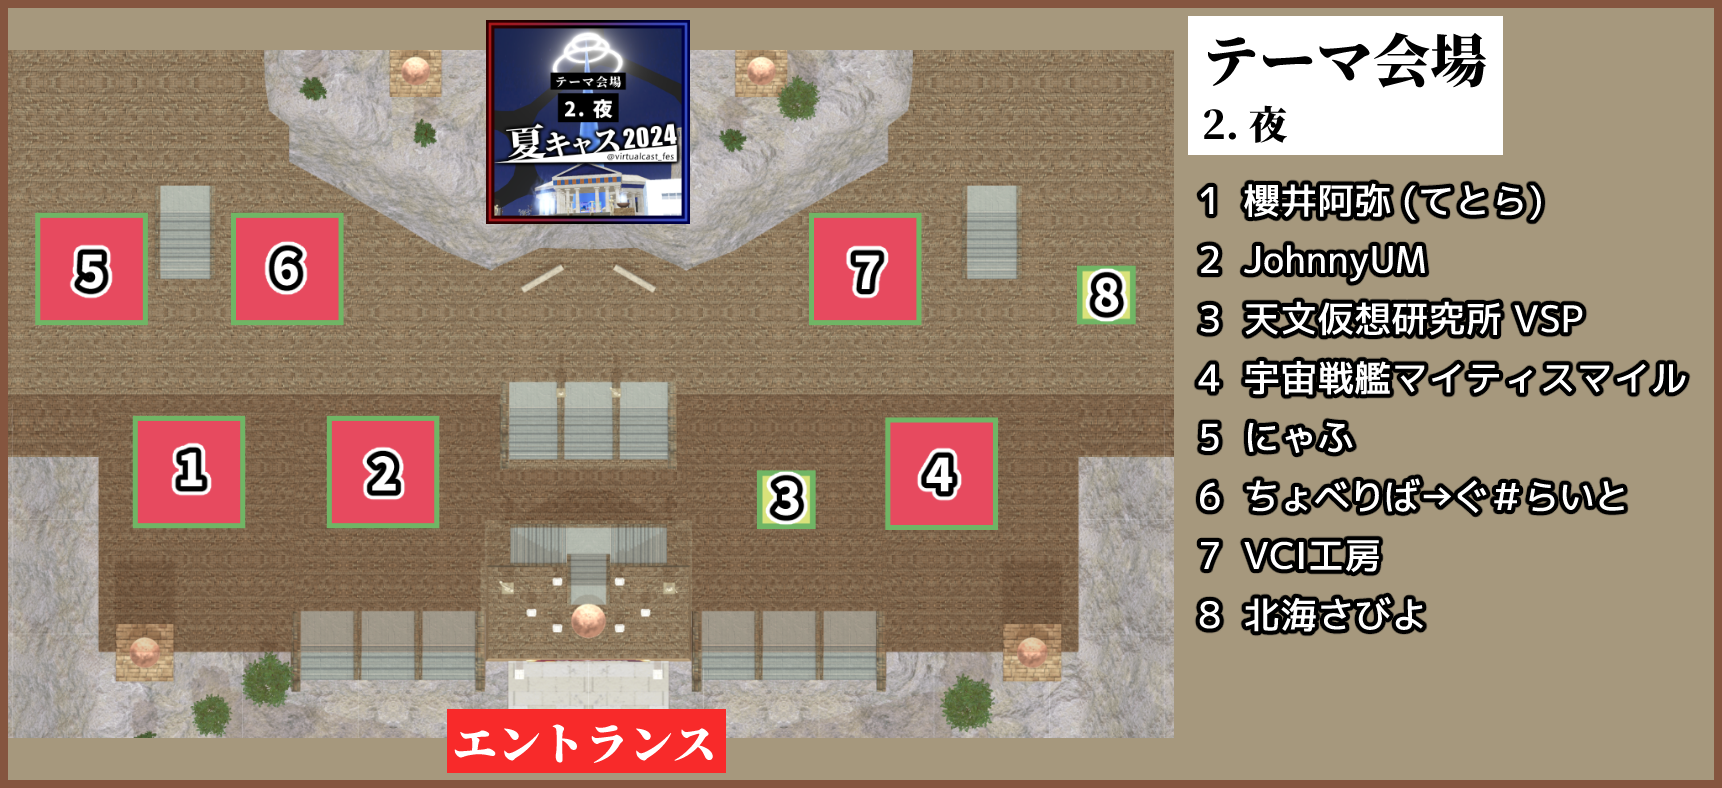 テーマ会場
2. 夜
夏キャス2024
@virtualcast_fes
テーマ会場
2. 夜
1 櫻井阿弥 (てとら)
2 JohnnyUM
3 天文仮想研究所 VSP
4 宇宙戦艦マイティスマイル
5 にゃふ
6 ちょべりば→ぐ#らいと
7 VCI工房
8 北海さびよ
5
6
7
8
1
2
3
4
エントランス